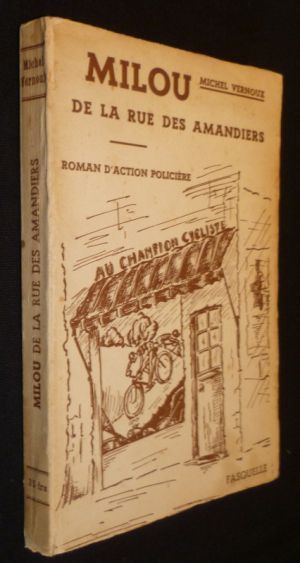 Michel
Vernoux
MILOU DE LA RUE DES AMANDIERS
MILOU
MICHEL VERNOUX
DE LA RUE DES AMANDIERS
ROMAN D'ACTION POLICIÈRE
AU CHAMPION CYCLISTE
FASQUELLE